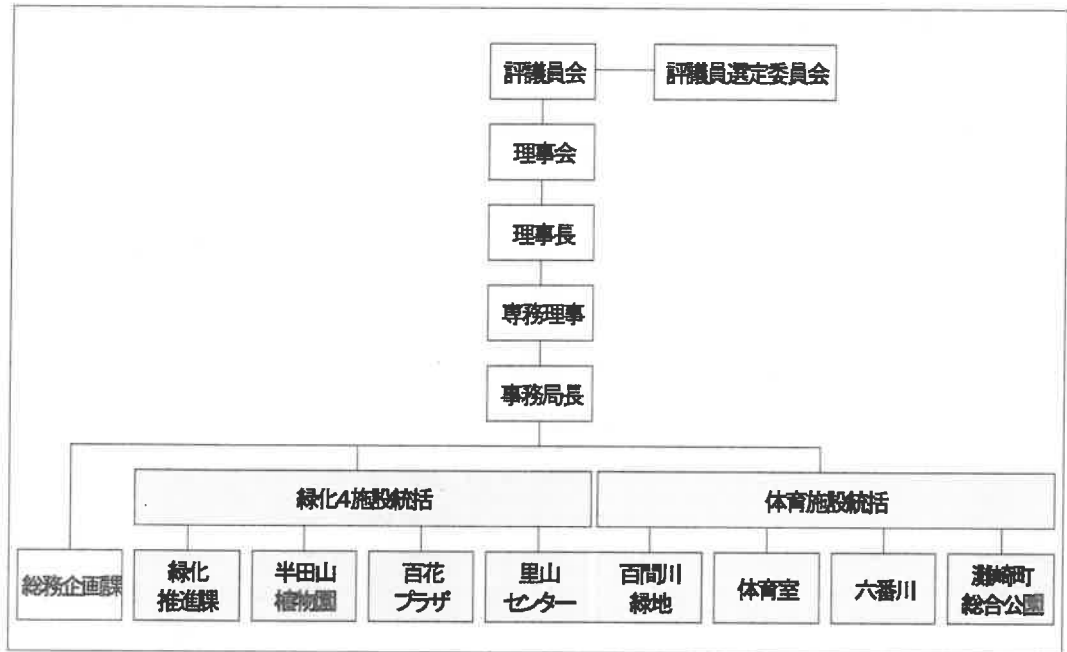 評議員会
評議員選定委員会
理事会
理事長
専務理事
事務局長
緑化4施設統括
体育施設統括
総務企画課
緑化
推進課
半田山
植物園
百花
プラザ
里山
センター
百間川
緑地
体育室
六番川
灘崎町
総合公園